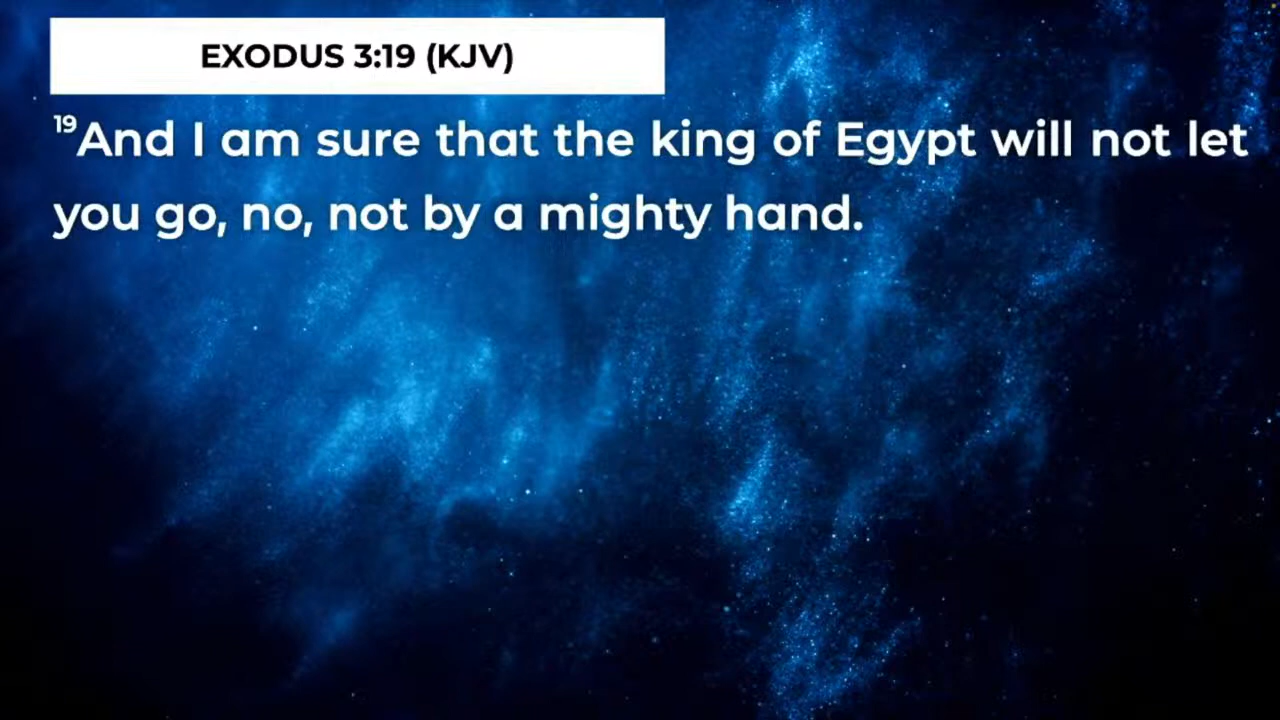 EXODUS 3:19 (KJV)
19And I am sure that the king of Egypt will not let
you go, no, not by a mighty hand.